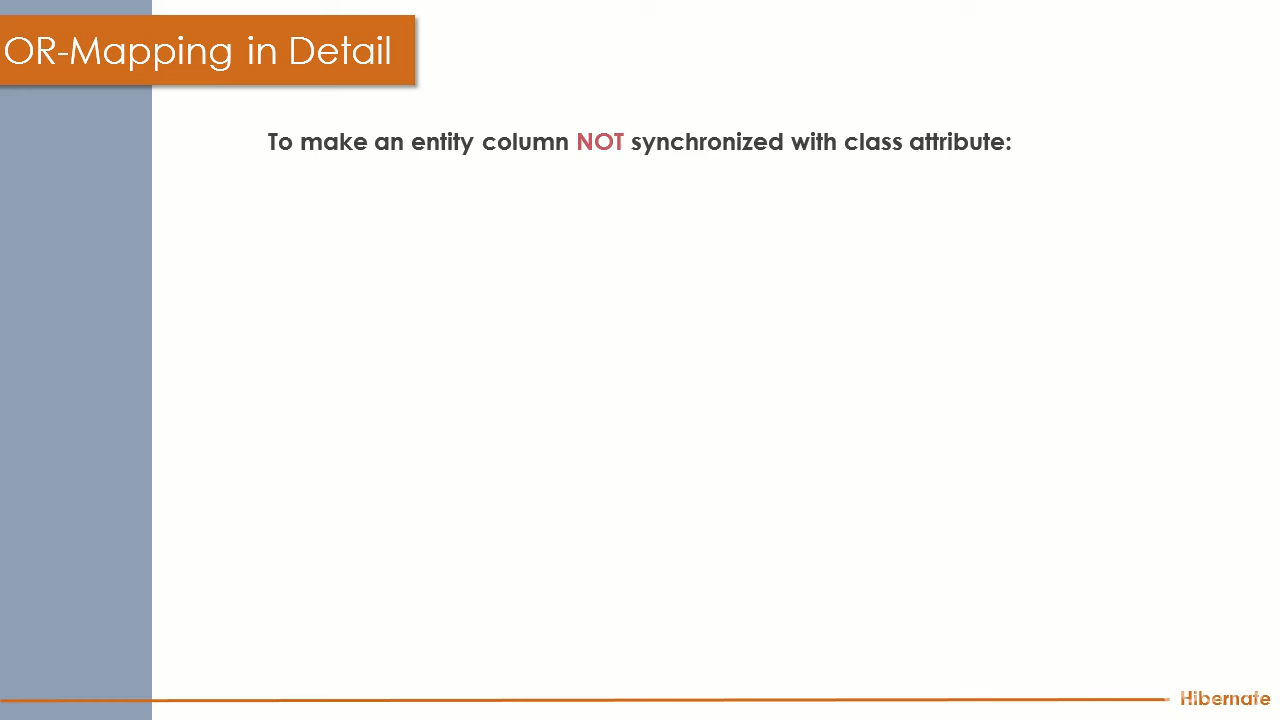 OR-Mapping in Detail
To make an entity column NOT synchronized with class attribute:
Hibernate